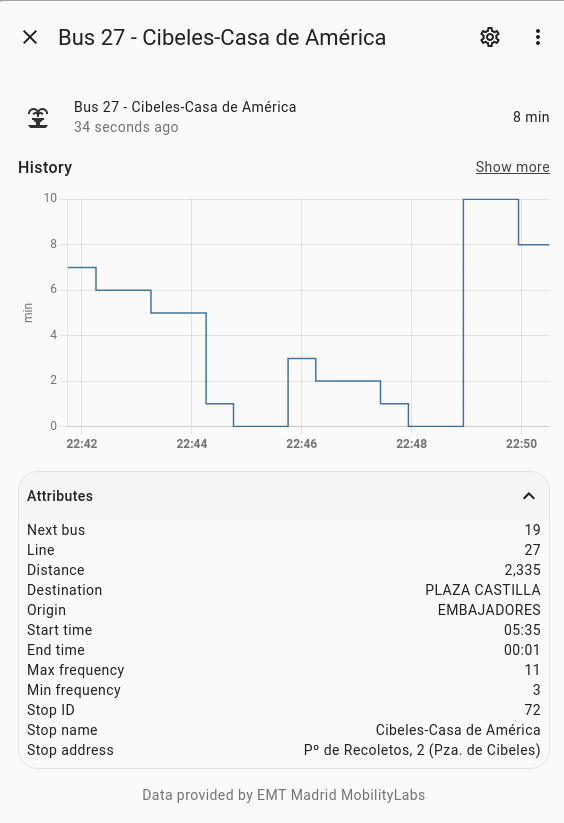 Bus 27 - Cibeles-Casa de América
Bus 27 - Cibeles-Casa de América
34 seconds ago
8 min
History
Show more
min
10
8
6
4
2
0
22:42 22:44 22:46 22:48 22:50
Attributes
Next bus 19
Line 27
Distance 2,335
Destination PLAZA CASTILLA
Origin EMBAJADORES
Start time 05:35
End time 00:01
Max frequency 11
Min frequency 3
Stop ID 72
Stop name Cibeles-Casa de América
Stop address Pº de Recoletos, 2 (Pza. de Cibeles)
Data provided by EMT Madrid MobilityLabs